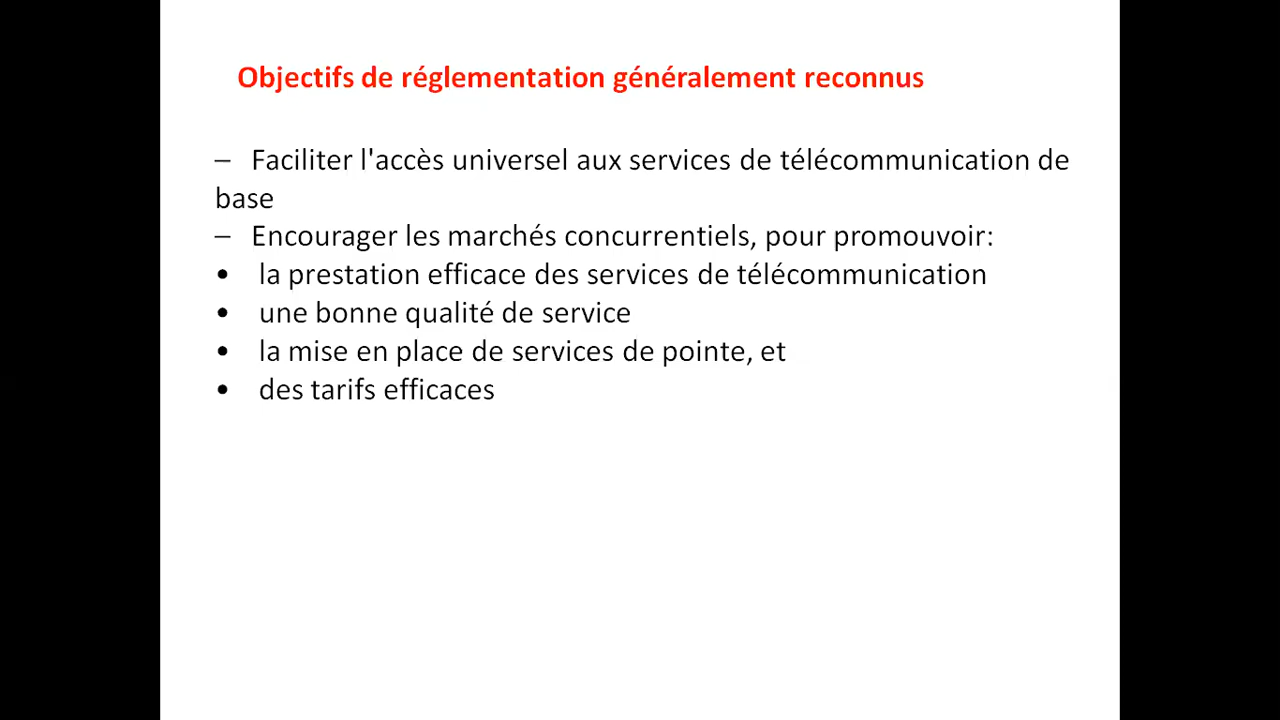 Objectifs de réglementation généralement reconnus
– Faciliter l'accès universel aux services de télécommunication de
base
– Encourager les marchés concurrentiels, pour promouvoir:
• la prestation efficace des services de télécommunication
• une bonne qualité de service
• la mise en place de services de pointe, et
• des tarifs efficaces